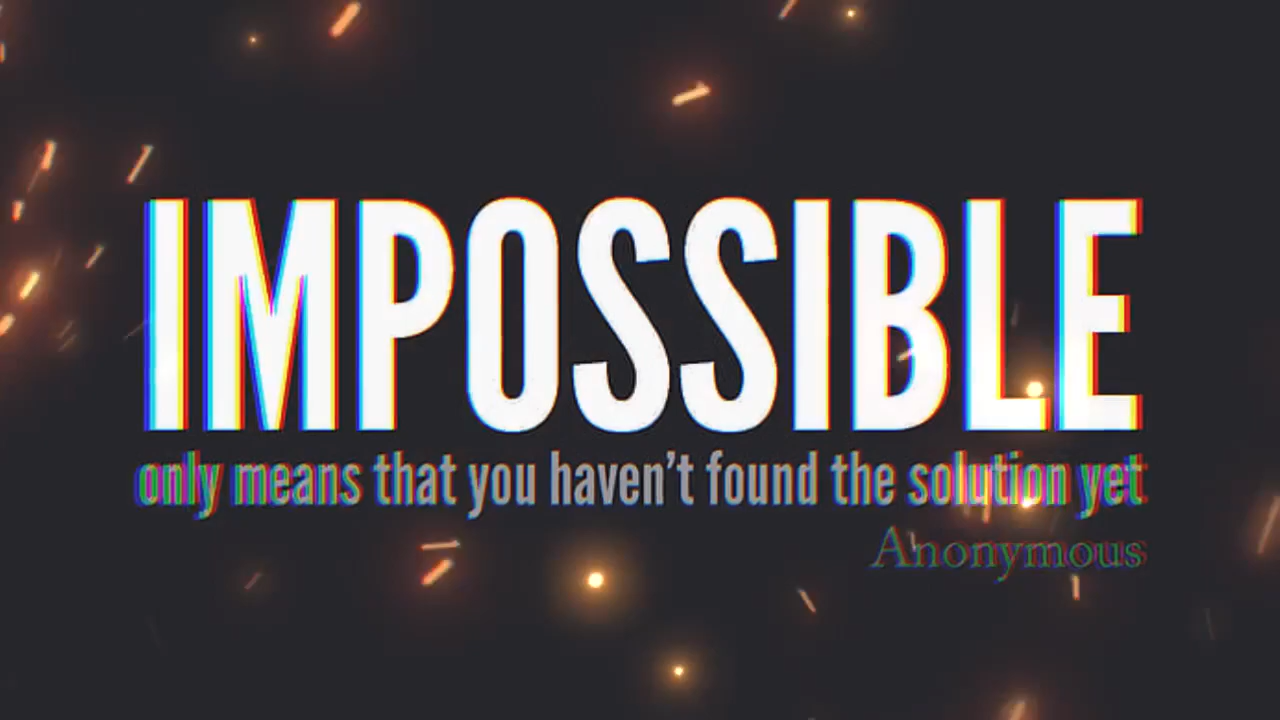 IMPOSSIBLE
only means that you haven’t found the solution yet
Anonymous